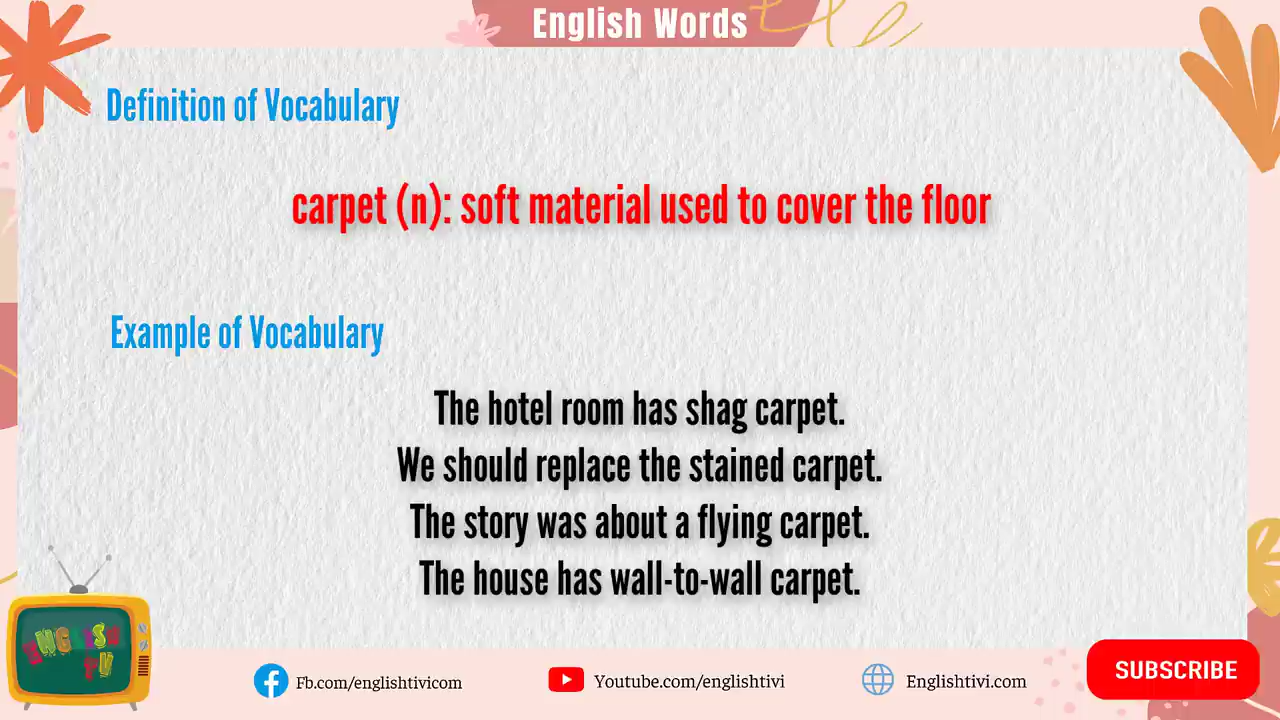 English Words
Definition of Vocabulary
carpet (n): soft material used to cover the floor
Example of Vocabulary
The hotel room has shag carpet.
We should replace the stained carpet.
The story was about a flying carpet.
The house has wall-to-wall carpet.
ENGLISH
TV
Fb.com/englishtivicom
Youtube.com/englishtivi
Englishtivi.com
SUBSCRIBE